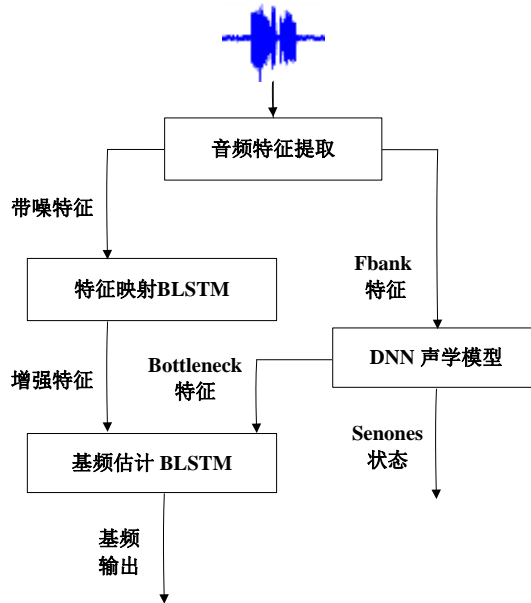 音频特征提取
带噪特征
Fbank
特征
特征映射BLSTM
DNN 声学模型
增强特征
Bottleneck
特征
Senones
状态
基频估计 BLSTM
基频
输出